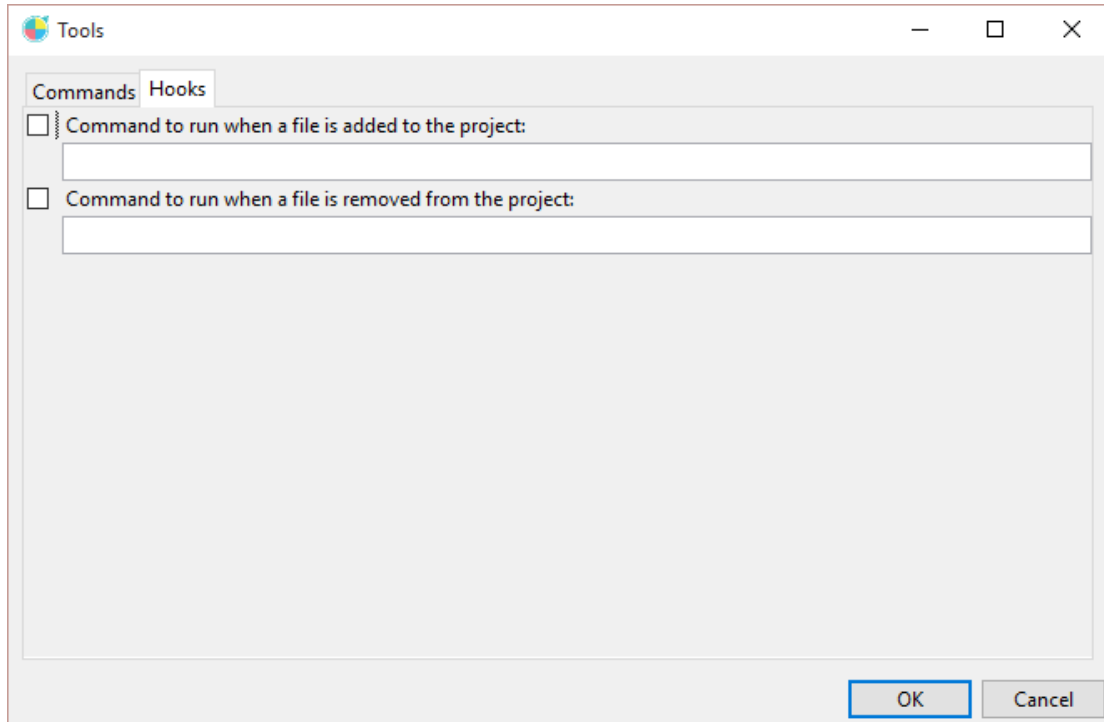 Tools
Commands Hooks
Command to run when a file is added to the project:
Command to run when a file is removed from the project:
OK Cancel